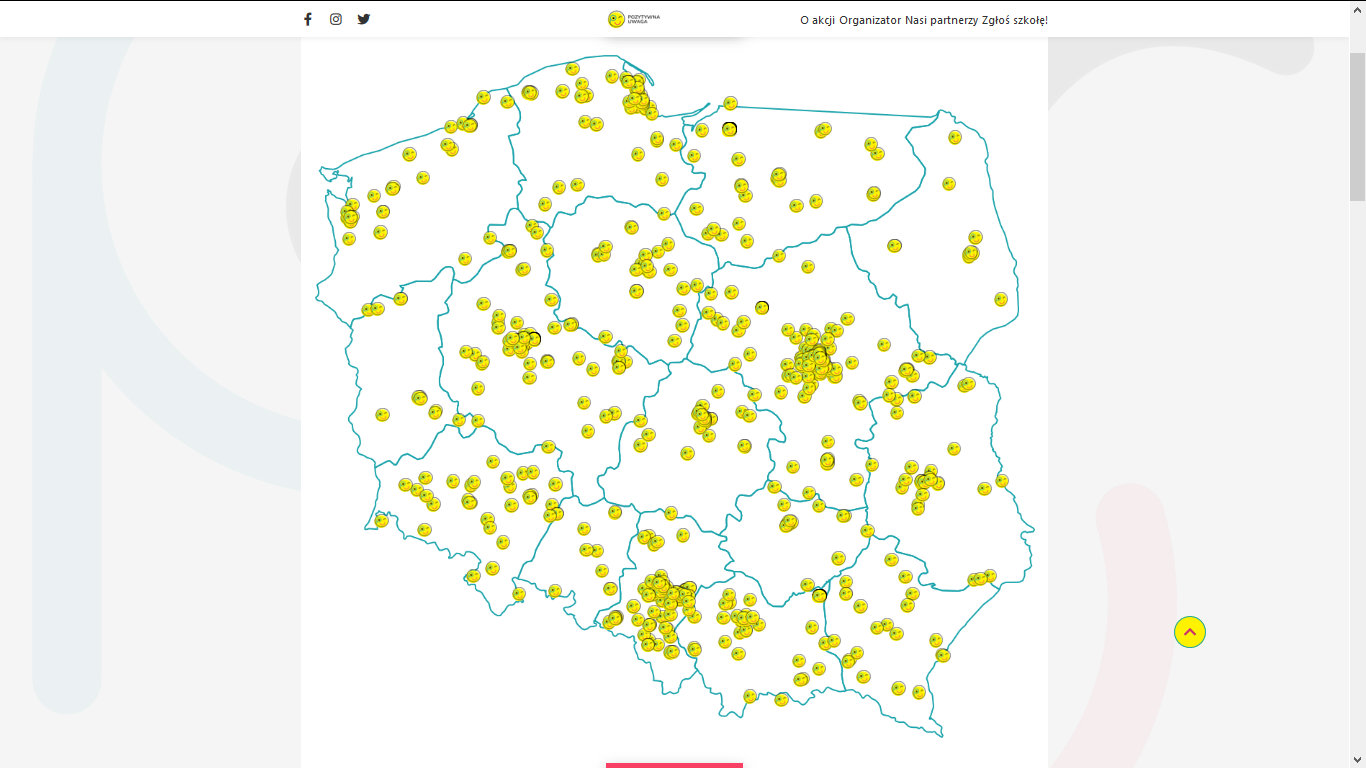 POZYTYWNA
UWAGA
O akcji Organizator Nasi partnerzy Zgłoś szkołę!